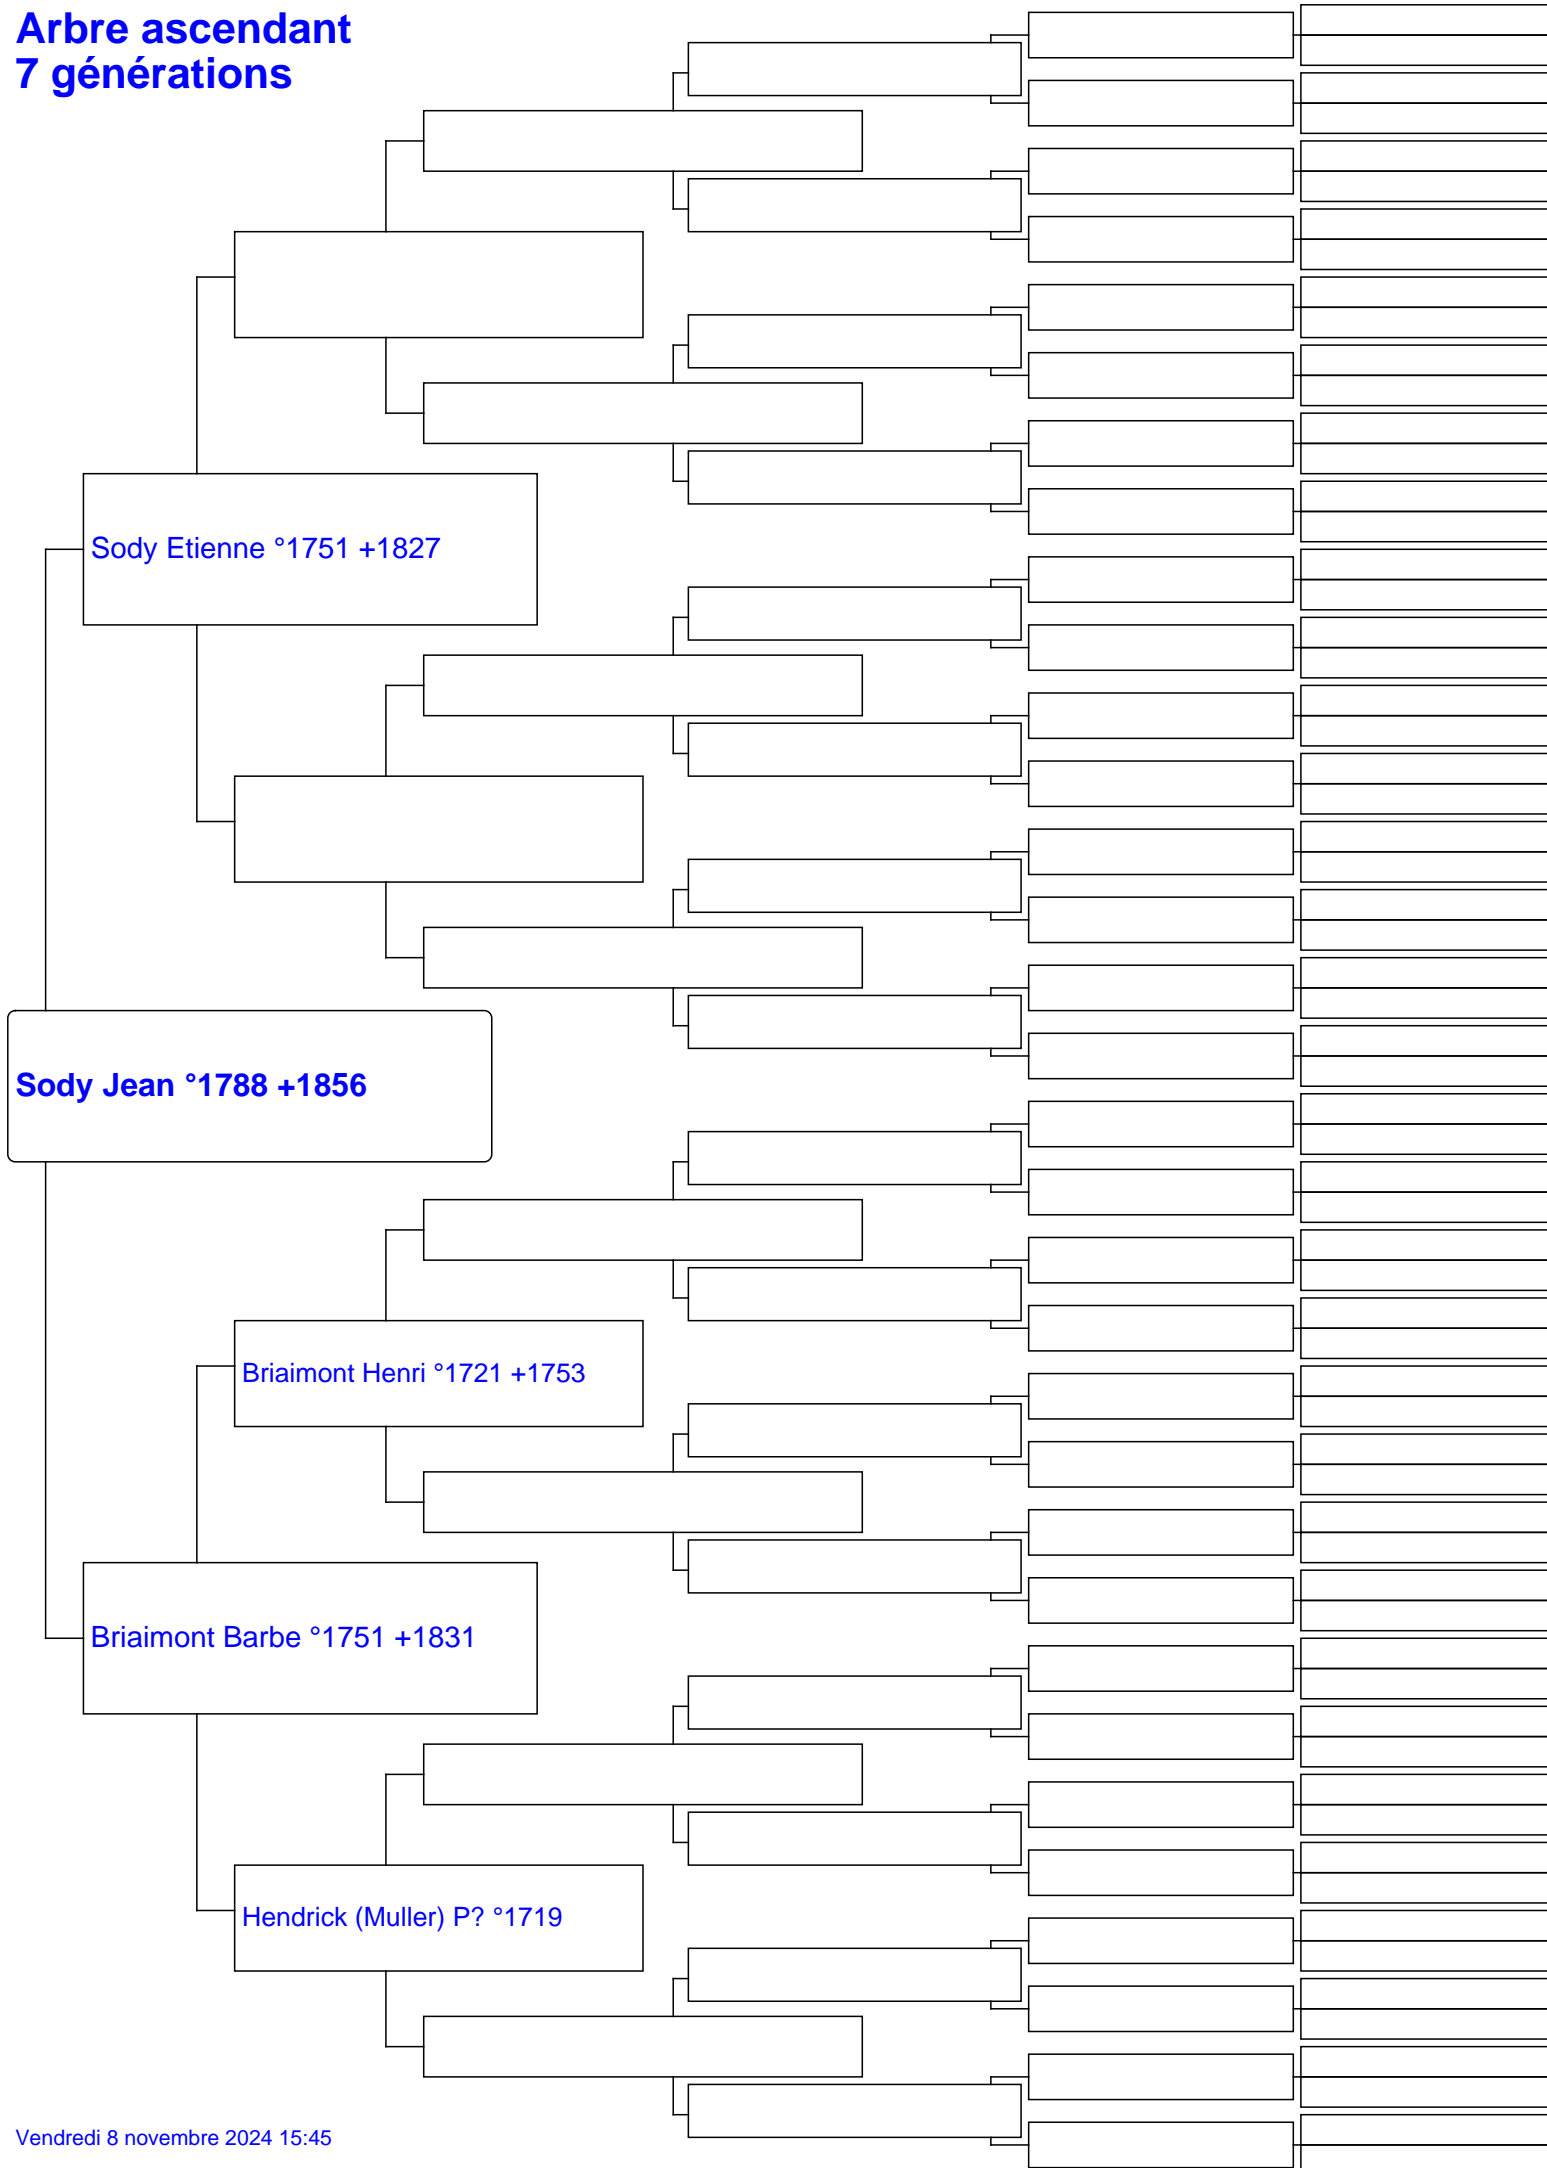 Arbre ascendant
7 générations
Sody Etienne °1751 +1827
Sody Jean °1788 +1856
Briaimont Henri °1721 +1753
Briaimont Barbe °1751 +1831
Hendrick (Muller) P? °1719
Vendredi 8 novembre 2024 15:45